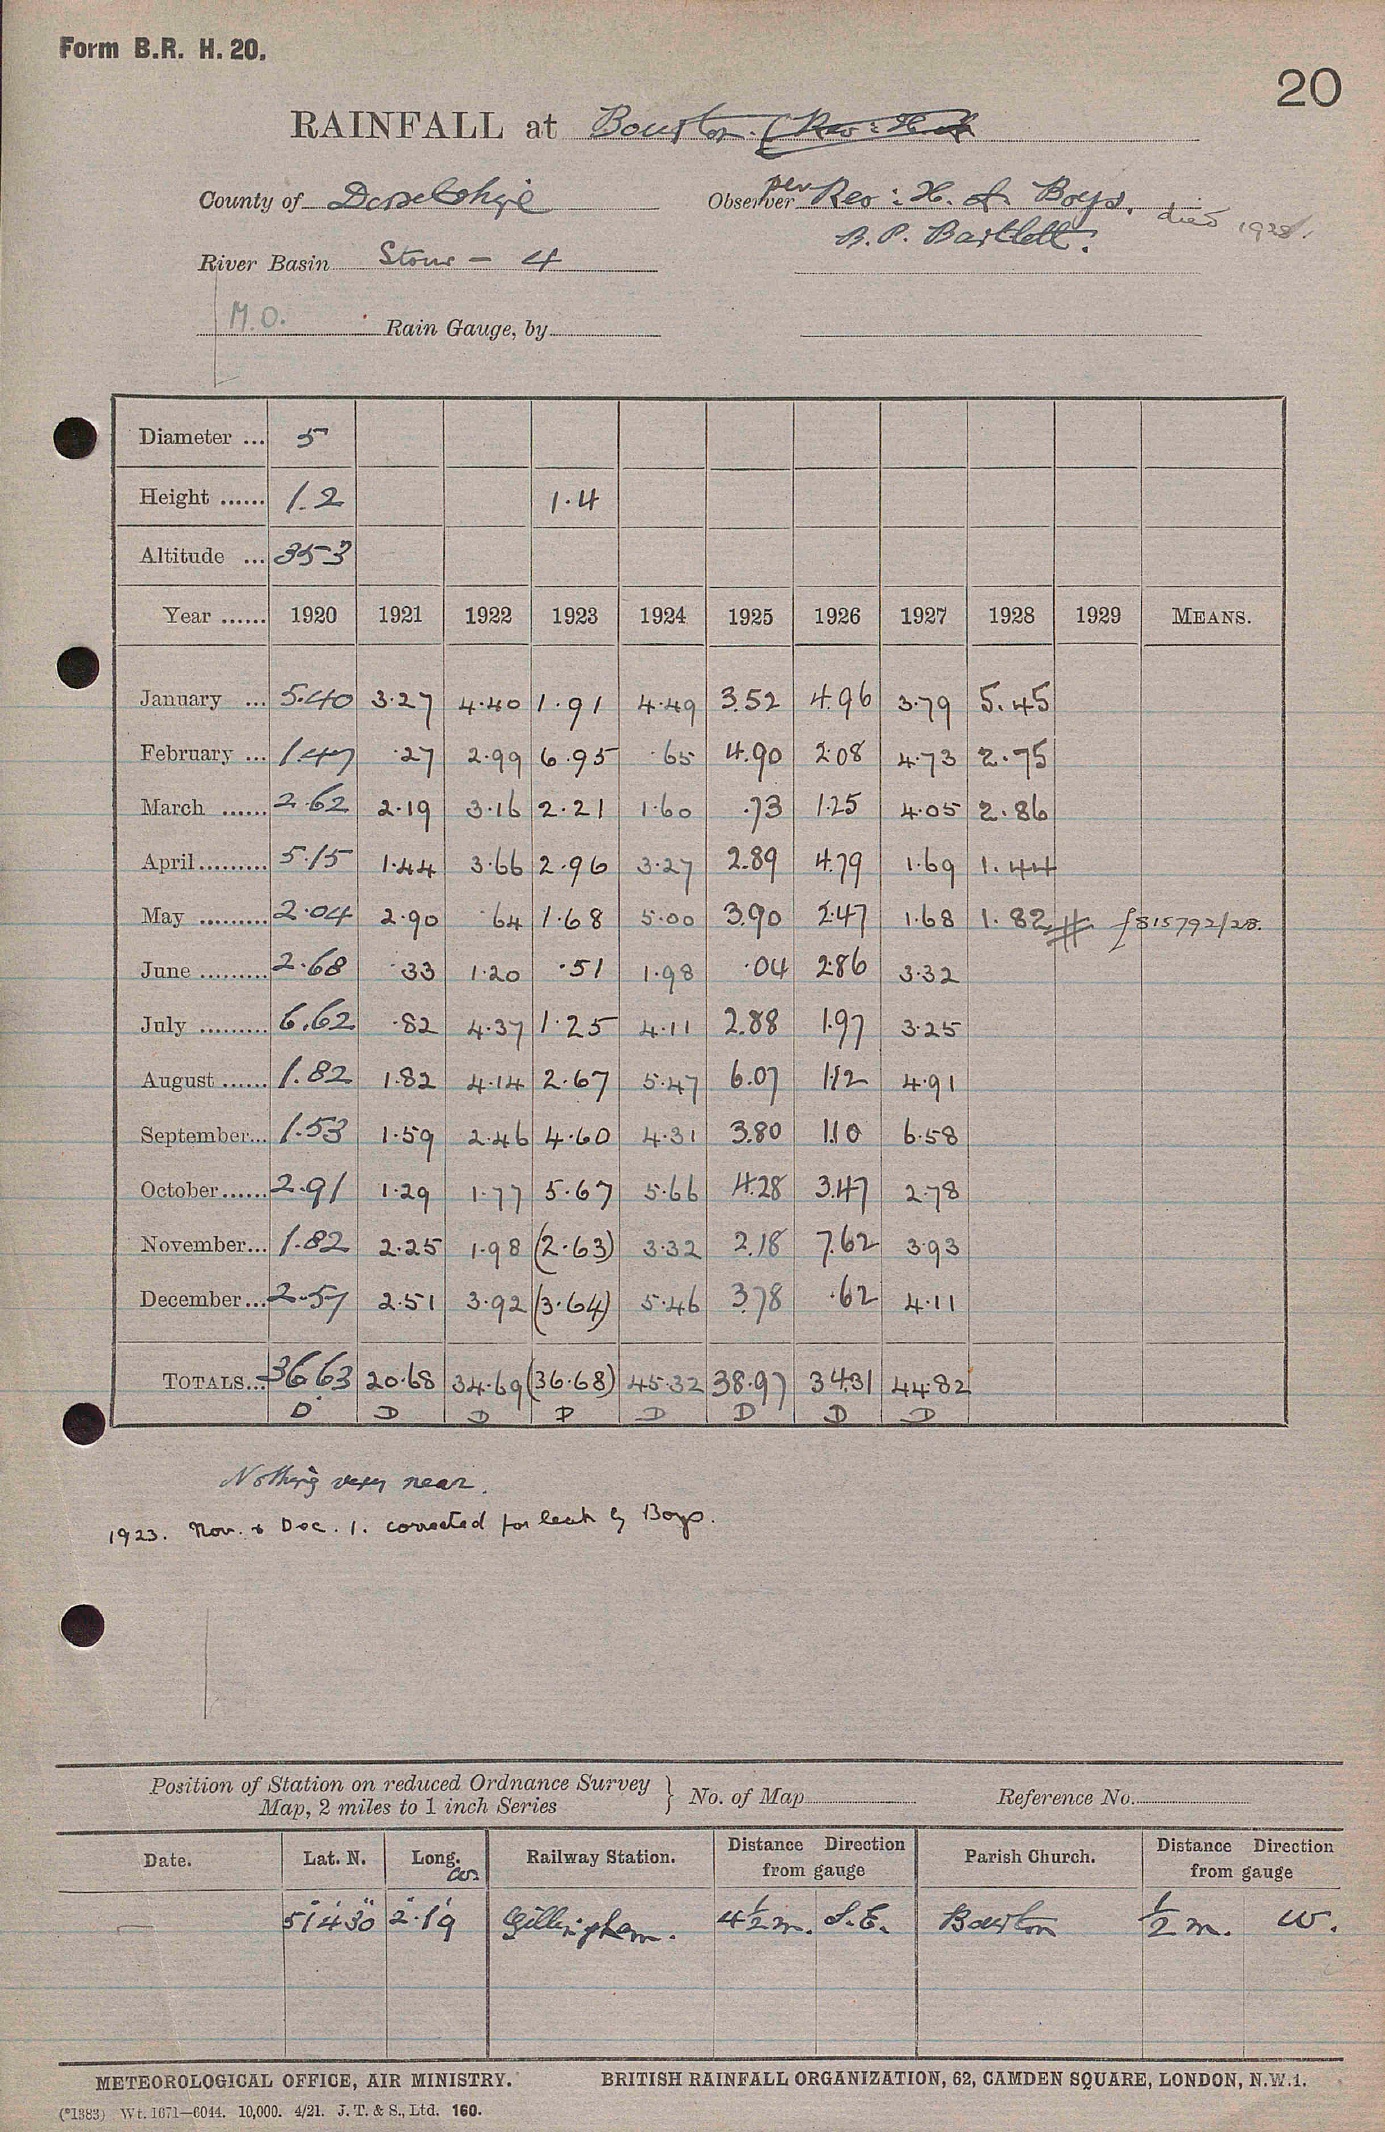 Form B.R. H. 20.
20
RAINFALL at Bourton. (Rev: H. A
County of Dorsetshire
Observer per Rev: H. A. Boys. died 1928.
B. P. Bartlett.
River Basin Stour - 4
M.O. Rain Gauge, by
Diameter ... 5
Height ...... 1.2 1.4
Altitude ... 353
Year ...... 1920 1921 1922 1923 1924 1925 1926 1927 1928 1929 MEANS.
January ... 5.40 3.27 4.40 1.91 4.49 3.52 4.96 3.79 5.45
February ... 1.47 .27 2.99 6.95 .65 4.90 2.08 4.73 2.75
March ...... 2.62 2.19 3.16 2.21 1.60 .73 1.25 4.05 2.86
April ......... 5.15 1.44 3.66 2.96 3.27 2.89 4.79 1.69 1.44
May ......... 2.04 2.90 .64 1.68 5.00 3.90 2.47 1.68 1.82 # f815792/28.
June ......... 2.68 .33 1.20 .51 1.98 .04 2.86 3.32
July ......... 6.62 .82 4.37 1.25 4.11 2.88 1.97 3.25
August ...... 1.82 1.82 4.14 2.67 5.47 6.07 1.12 4.91
September... 1.53 1.59 2.46 4.60 4.31 3.80 1.10 6.58
October ...... 2.91 1.29 1.77 5.67 5.66 4.28 3.47 2.78
November... 1.82 2.25 1.98 (2.63) 3.32 2.18 7.62 3.93
December... 2.57 2.51 3.92 (3.64) 5.46 3.78 .62 4.11
TOTALS... 36.63 20.68 34.69 (36.68) 45.32 38.97 34.31 44.82
D D D D D D D D
Nothing very near.
1923. Nov. & Dec. 1. corrected for leak by Boys.
Position of Station on reduced Ordnance Survey
Map, 2 miles to 1 inch Series } No. of Map Reference No.
Date. Lat. N. Long. W Railway Station. Distance Direction from gauge Parish Church. Distance Direction from gauge
51° 4' 30" 2° 19' Gillingham. 4½ m. S.E. Bourton ½ m. W.
METEOROLOGICAL OFFICE, AIR MINISTRY. BRITISH RAINFALL ORGANIZATION, 62, CAMDEN SQUARE, LONDON, N.W.1.
(*1383) Wt. 1671—6044. 10,000. 4/21. J. T. & S., Ltd. 160.